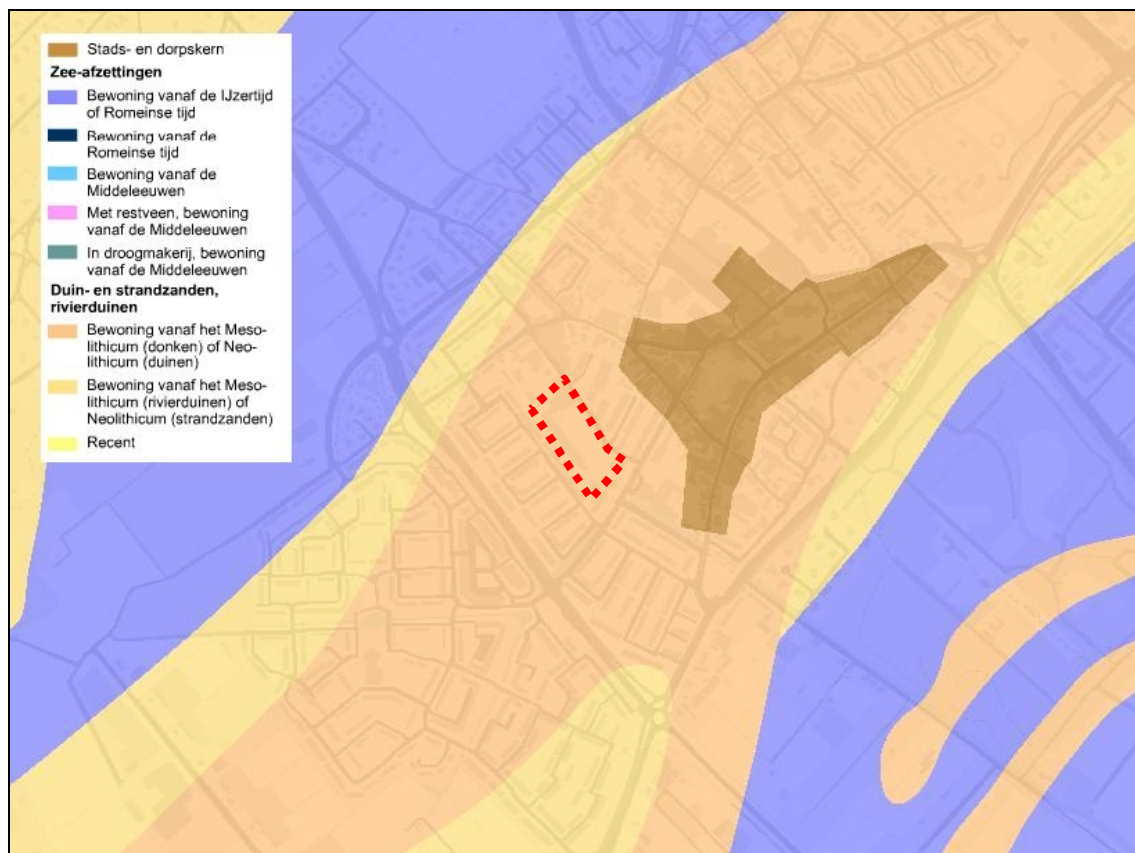 Stads- en dorpskern
Zee-afzettingen
Bewoning vanaf de IJzertijd
of Romeinse tijd
Bewoning vanaf de
Romeinse tijd
Bewoning vanaf de
Middeleeuwen
Met restveen, bewoning
vanaf de Middeleeuwen
In droogmakerij, bewoning
vanaf de Middeleeuwen
Duin- en strandzanden,
rivierduinen
Bewoning vanaf het Meso-
lithicum (donken) of Neo-
lithicum (duinen)
Bewoning vanaf het Meso-
lithicum (rivierduinen) of
Neolithicum (strandzanden)
Recent